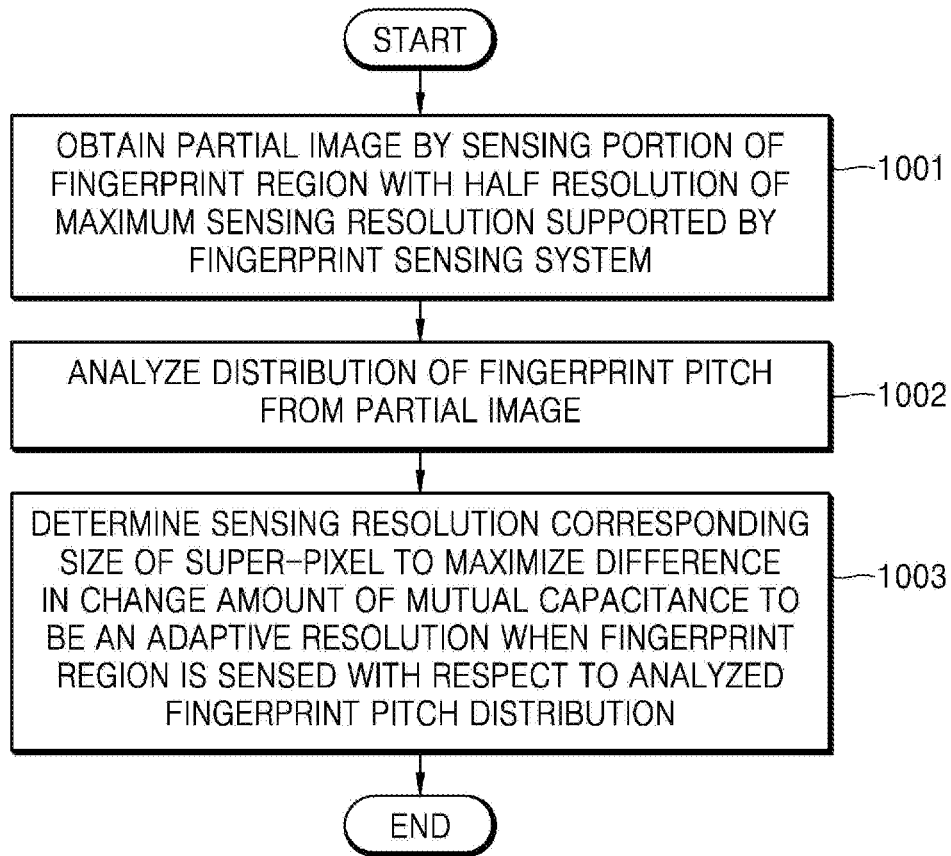 START
OBTAIN PARTIAL IMAGE BY SENSING PORTION OF
FINGERPRINT REGION WITH HALF RESOLUTION OF
MAXIMUM SENSING RESOLUTION SUPPORTED BY
FINGERPRINT SENSING SYSTEM
1001
ANALYZE DISTRIBUTION OF FINGERPRINT PITCH
FROM PARTIAL IMAGE
1002
DETERMINE SENSING RESOLUTION CORRESPONDING
SIZE OF SUPER-PIXEL TO MAXIMIZE DIFFERENCE
IN CHANGE AMOUNT OF MUTUAL CAPACITANCE TO
BE AN ADAPTIVE RESOLUTION WHEN FINGERPRINT
REGION IS SENSED WITH RESPECT TO ANALYZED
FINGERPRINT PITCH DISTRIBUTION
1003
END